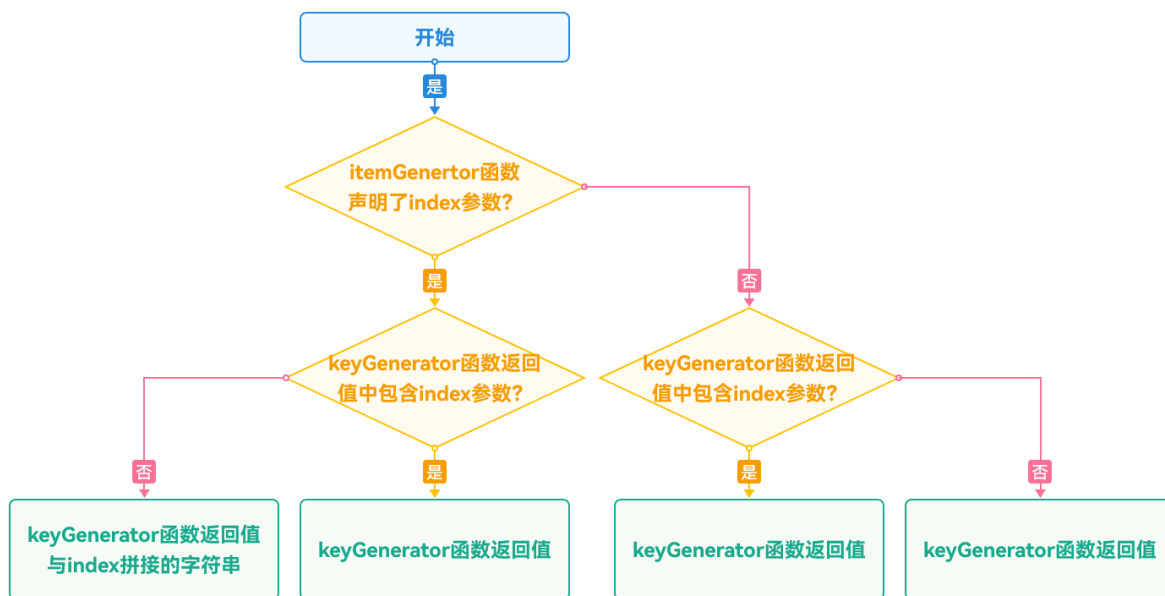 开始
是
itemGenertor函数
声明了index参数？
是
否
keyGenerator函数返回
值中包含index参数？
keyGenerator函数返回
值中包含index参数？
否
是
是
否
keyGenerator函数返回值
与index拼接的字符串
keyGenerator函数返回值
keyGenerator函数返回值
keyGenerator函数返回值